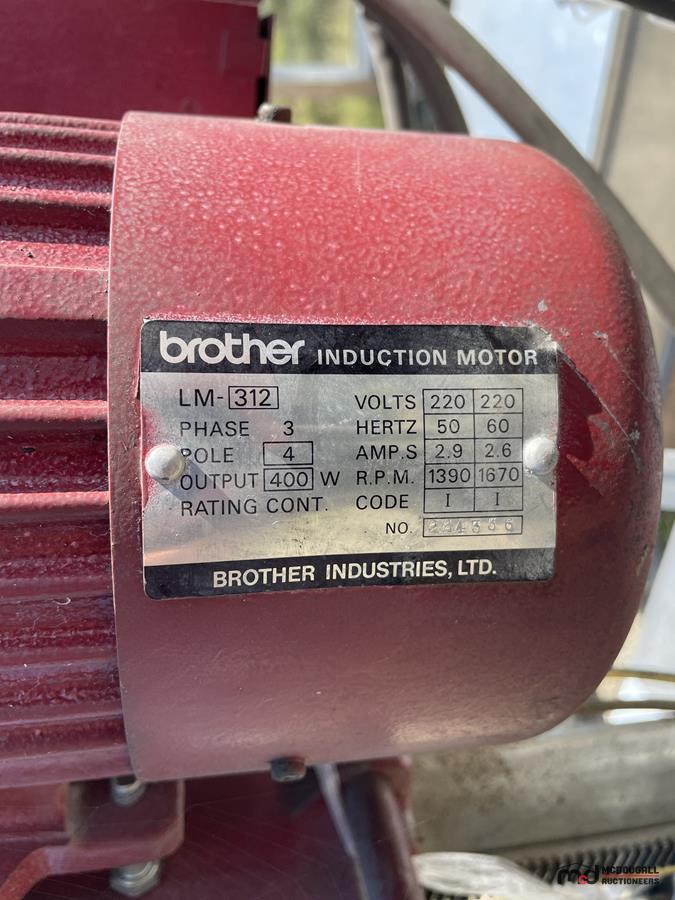 brother INDUCTION MOTOR
LM-312
PHASE 3
POLE 4
OUTPUT 400 W
RATING CONT.
VOLTS 220 220
HERTZ 50 60
AMP.S 2.9 2.6
R.P.M. 1390 1670
CODE I I
NO.
BROTHER INDUSTRIES, LTD.
MCDOUGALL
AUCTIONEERS